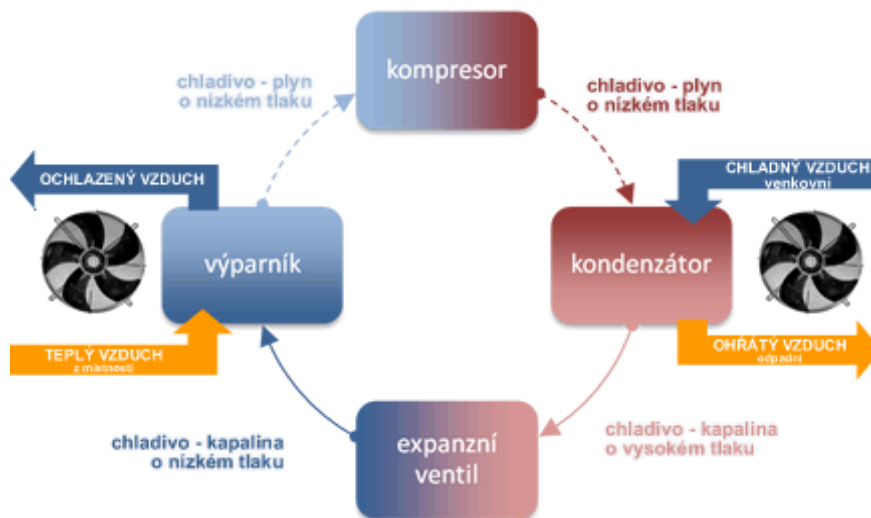 kompresor
chladivo - plyn
o nízkém tlaku
chladivo - plyn
o nízkém tlaku
OCHLAZENÝ VZDUCH
CHLADNÝ VZDUCH
venkovní
výparník
kondenzátor
TEPLÝ VZDUCH
z místnosti
OHŘÁTÝ VZDUCH
odpadní
chladivo - kapalina
o nízkém tlaku
expanzní
ventil
chladivo - kapalina
o vysokém tlaku